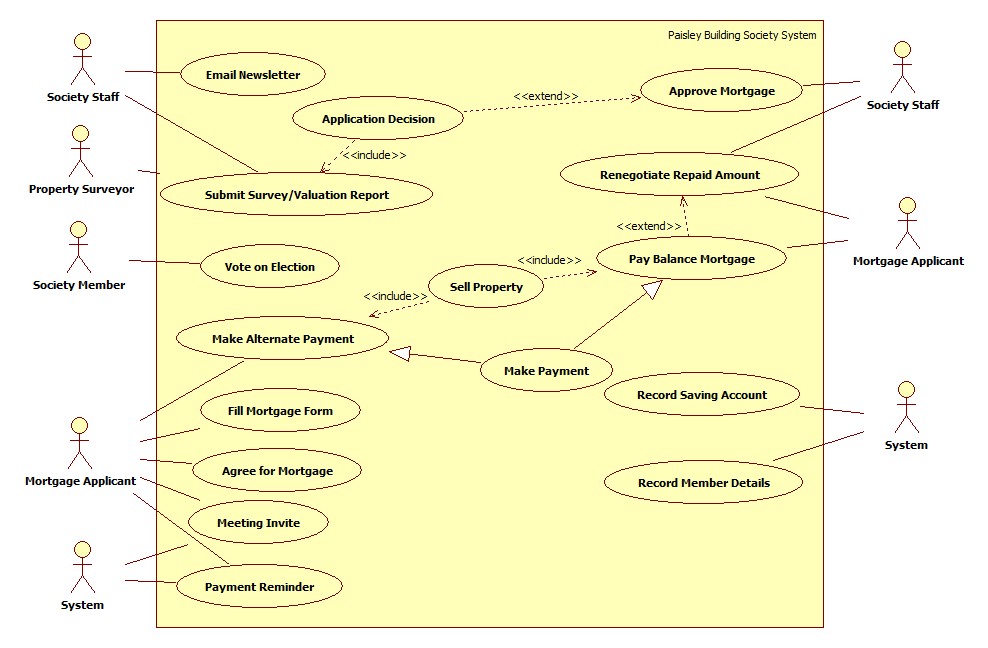 Paisley Building Society System
Society Staff
Email Newsletter
Application Decision
<<extend>>
Approve Mortgage
Society Staff
<<include>>
Property Surveyor
Submit Survey/Valuation Report
Renegotiate Repaid Amount
<<extend>>
Mortgage Applicant
Society Member
Vote on Election
<<include>>
Pay Balance Mortgage
Sell Property
<<include>>
Make Alternate Payment
Make Payment
Record Saving Account
Fill Mortgage Form
System
Mortgage Applicant
Agree for Mortgage
Record Member Details
Meeting Invite
System
Payment Reminder